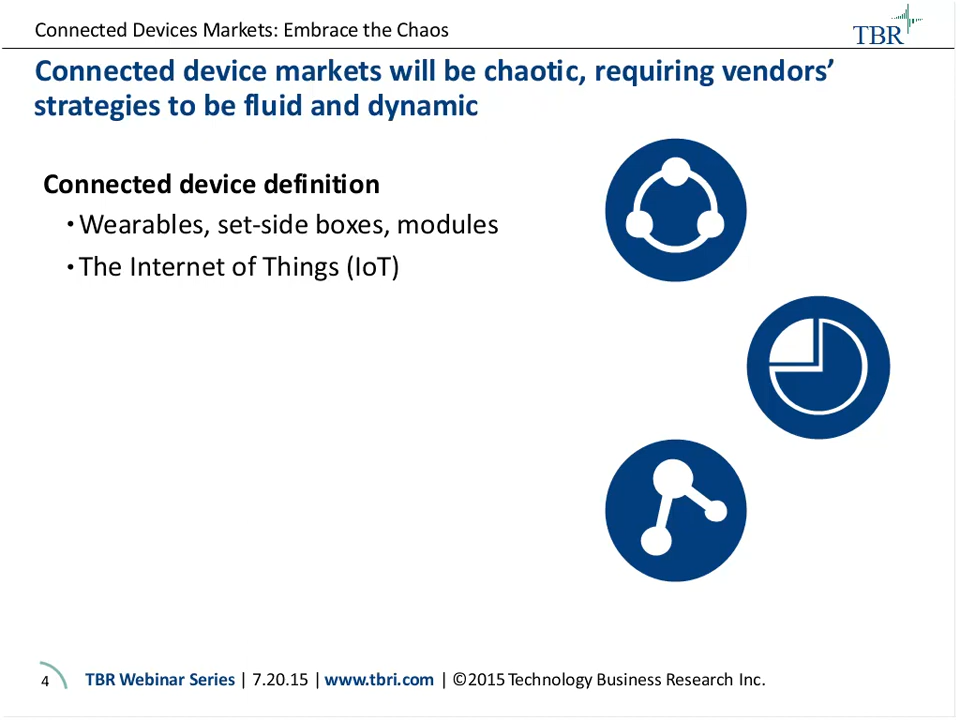 Connected Devices Markets: Embrace the Chaos
TBR
Connected device markets will be chaotic, requiring vendors’
strategies to be fluid and dynamic
Connected device definition
• Wearables, set-side boxes, modules
• The Internet of Things (IoT)
4
TBR Webinar Series | 7.20.15 | www.tbri.com | ©2015 Technology Business Research Inc.